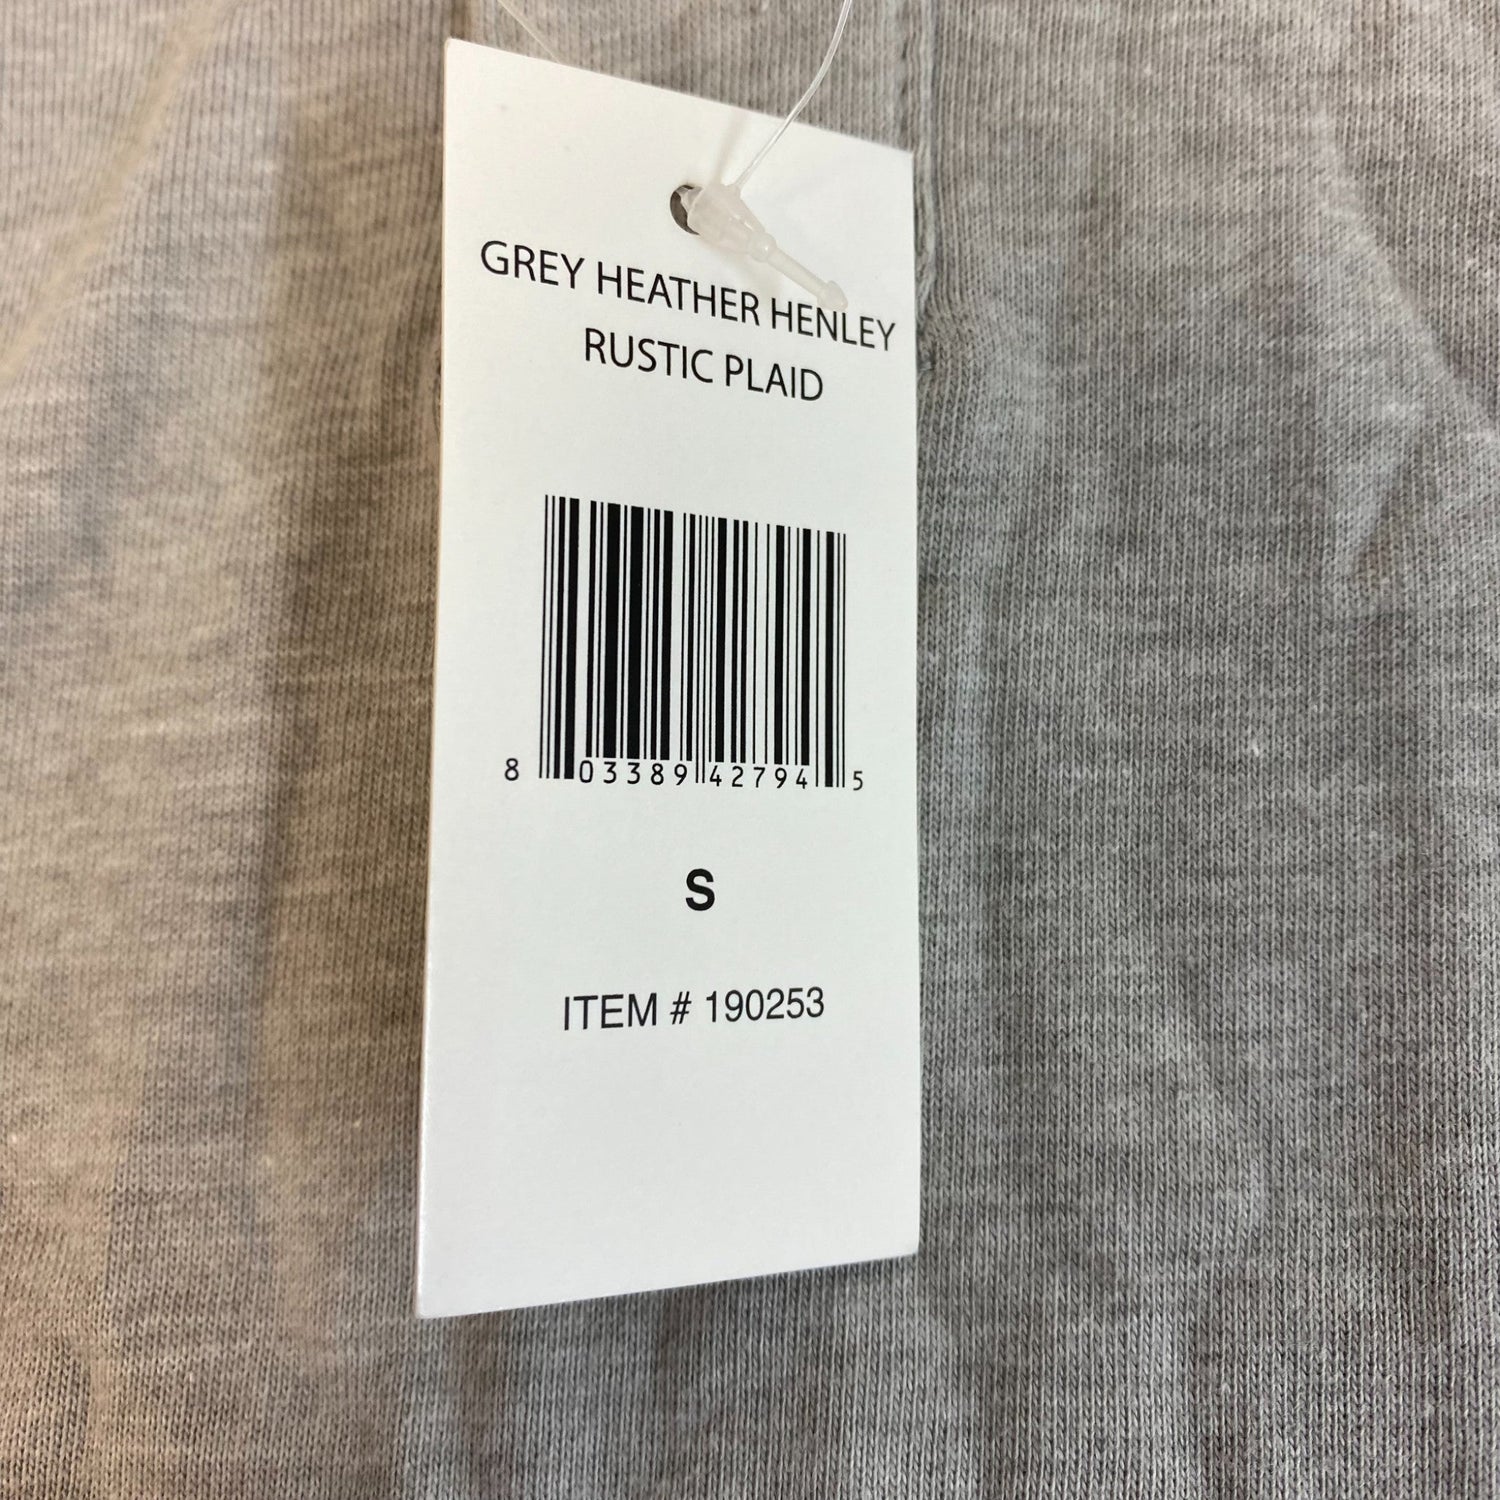 GREY HEATHER HENLEY
RUSTIC PLAID
8 03389 42794 5
S
ITEM # 190253